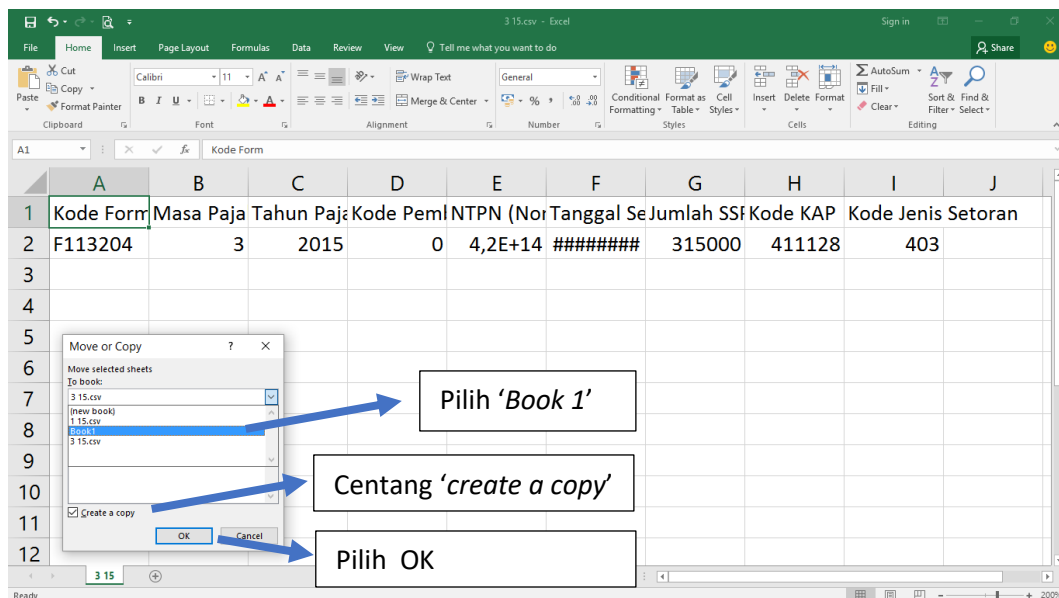 3 15.csv - Excel
Sign in
File Home Insert Page Layout Formulas Data Review View Tell me what you want to do
Share
Cut
Copy
Format Painter
Paste
Calibri 11
Wrap Text
Merge & Center
General
Conditional Formatting
Format as Table
Cell Styles
Insert Delete Format
AutoSum
Fill
Clear
Sort & Filter
Find & Select
Clipboard Font Alignment Number Styles Cells Editing
A1 fx Kode Form
A B C D E F G H I J
1 Kode Form Masa Paja Tahun Paja Kode Peml NTPN (Nor Tanggal Se Jumlah SSP Kode KAP Kode Jenis Setoran
2 F113204 3 2015 0 4,2E+14 ######## 315000 411128 403
3
4
5
6
7
8
9
10
11
12
Move or Copy ? ×
Move selected sheets
To book:
3 15.csv
(new book)
1 15.csv
Book1
3 15.csv
Create a copy
OK Cancel
Pilih ‘Book 1’
Centang ‘create a copy’
Pilih OK
3 15
Ready
200%